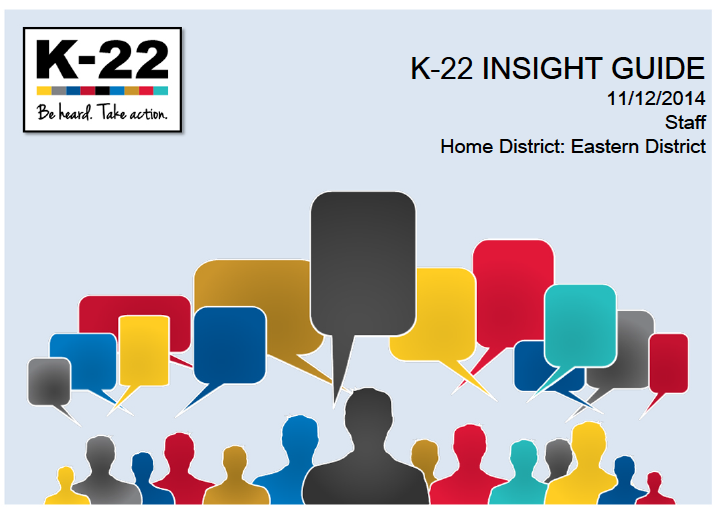 K-22
Be heard. Take action.
K-22 INSIGHT GUIDE
11/12/2014
Staff
Home District: Eastern District